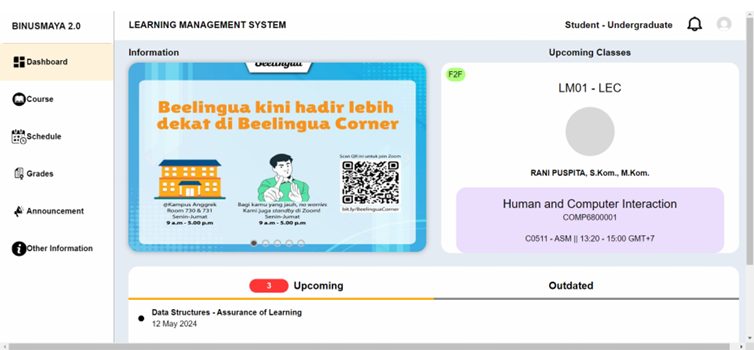 BINUSMAYA 2.0
LEARNING MANAGEMENT SYSTEM
Student - Undergraduate
Dashboard
Course
Schedule
Grades
Announcement
Other Information
Information
Beelingua
Beelingua kini hadir lebih
dekat di Beelingua Corner
@Kampus Anggrek
Room 720 & 731
Senin-Jumat
9 a.m - 5.00 p.m
Bagi kamu yang jauh, no worries
Kami juga standby di Zoom!
Senin-Jumat
9 a.m - 5.00 p.m
Scan QR ini untuk join Zoom
bit.ly/BeelinguaCorner
Upcoming Classes
F2F
LM01 - LEC
RANI PUSPITA, S.Kom., M.Kom.
Human and Computer Interaction
COMP6800001
C0511 - ASM || 13:20 - 15:00 GMT+7
3 Upcoming
Outdated
Data Structures - Assurance of Learning
12 May 2024